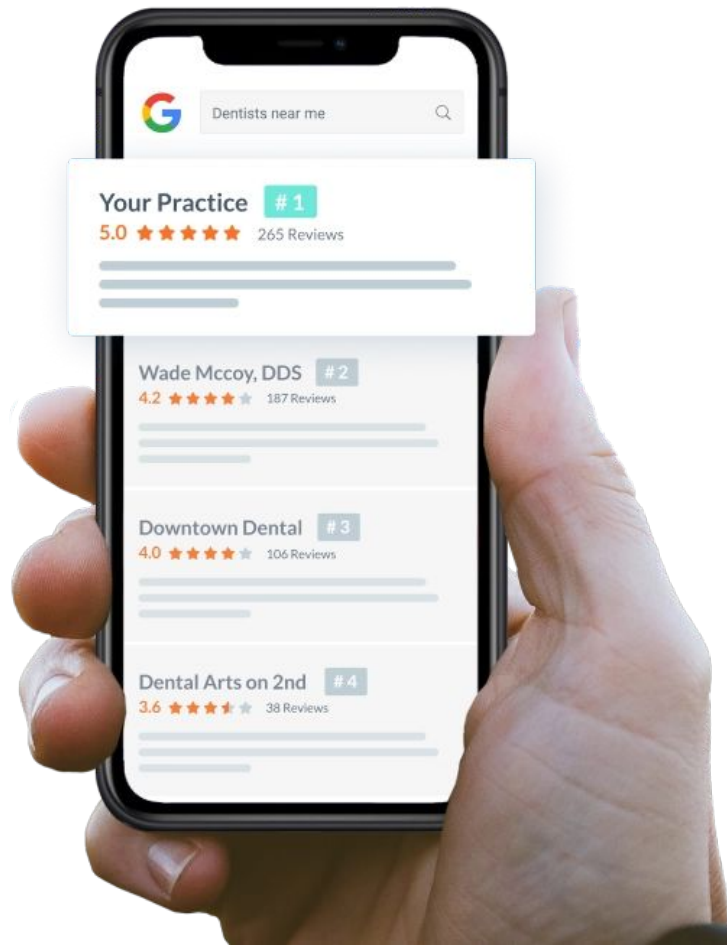 Dentists near me
Your Practice #1
5.0 265 Reviews
Wade Mccoy, DDS #2
4.2 187 Reviews
Downtown Dental #3
4.0 106 Reviews
Dental Arts on 2nd #4
3.6 38 Reviews